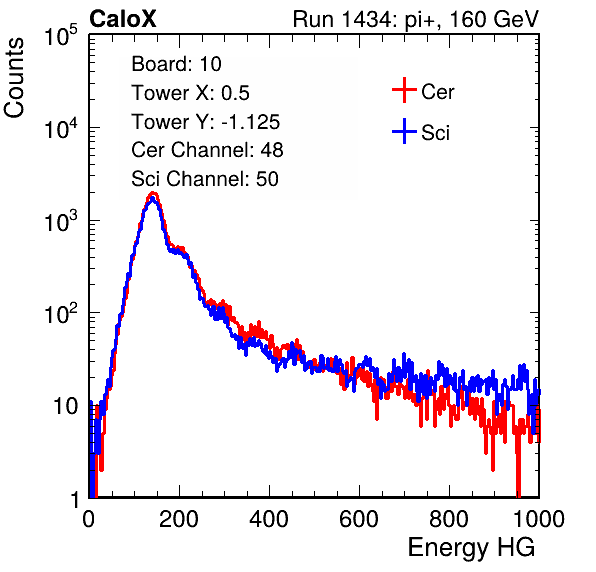 CaloX Run 1434: pi+, 160 GeV
Board: 10
Tower X: 0.5
Tower Y: -1.125
Cer Channel: 48
Sci Channel: 50
Cer
Sci
Counts
10^5
10^4
10^3
10^2
10
1
0 200 400 600 800 1000
Energy HG